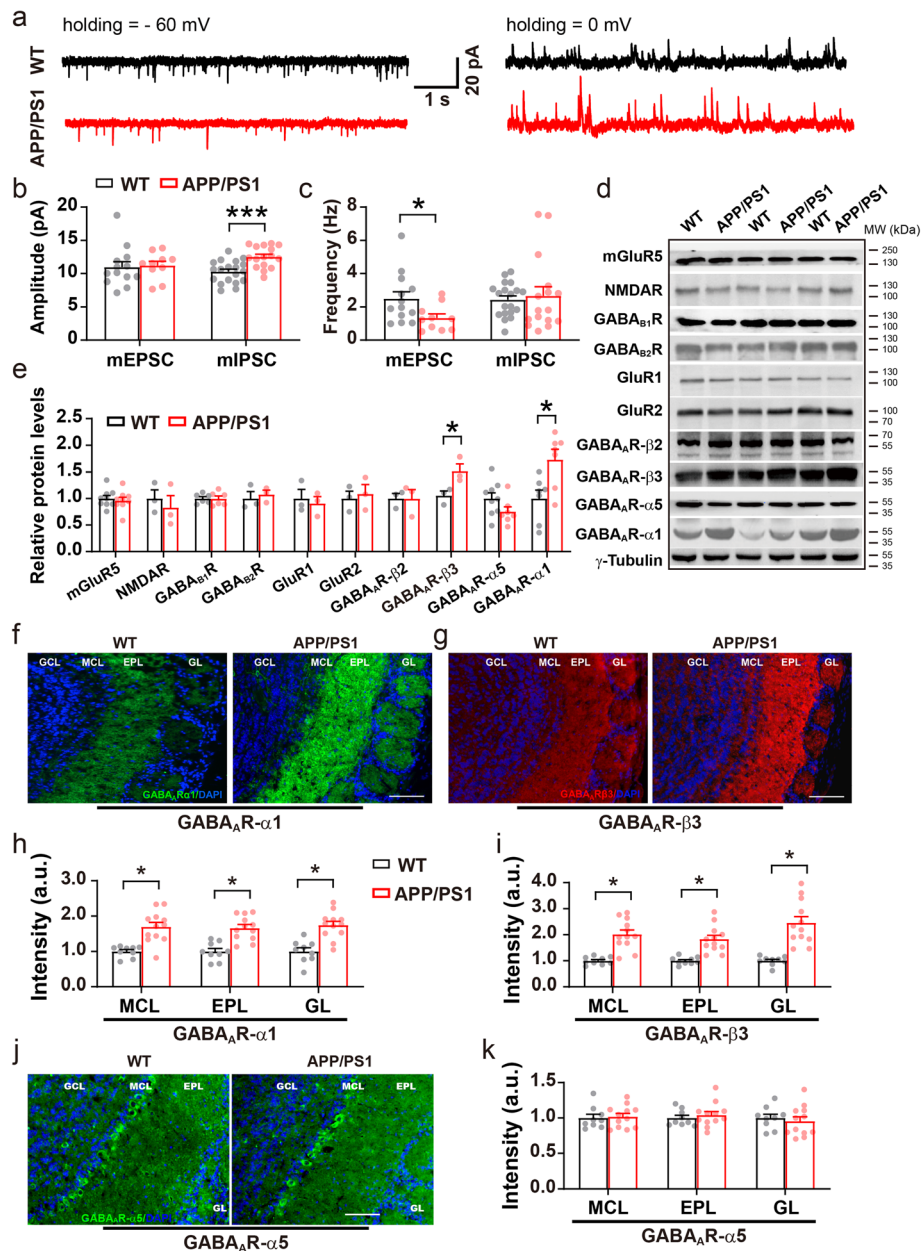 a
holding = - 60 mV
holding = 0 mV
WT
APP/PS1
1 s
20 pA
b
WT
APP/PS1
Amplitude (pA)
20
15
10
5
0
***
mEPSC
mIPSC
c
Frequency (Hz)
8
6
4
2
0
*
mEPSC
mIPSC
d
WT
APP/PS1
WT
APP/PS1
WT
APP/PS1
MW (kDa)
mGluR5
250
130
NMDAR
130
100
GABAB1R
130
100
GABAB2R
130
100
GluR1
130
100
GluR2
100
70
GABAAR-β2
70
55
GABAAR-β3
55
35
GABAAR-α5
55
35
GABAAR-α1
55
35
γ-Tubulin
55
35
e
WT
APP/PS1
Relative protein levels
2.5
2.0
1.5
1.0
0.5
0.0
*
*
mGluR5
NMDAR
GABAB1R
GABAB2R
GluR1
GluR2
GABAAR-β2
GABAAR-β3
GABAAR-α5
GABAAR-α1
f
WT
APP/PS1
GCL MCL EPL GL
GCL MCL EPL GL
GABAARα1/DAPI
GABAAR-α1
g
WT
APP/PS1
GCL MCL EPL GL
GCL MCL EPL GL
GABAARβ3/DAPI
GABAAR-β3
h
WT
APP/PS1
Intensity (a.u.)
3.0
2.0
1.0
0.0
* * *
MCL EPL GL
GABAAR-α1
i
Intensity (a.u.)
4.0
3.0
2.0
1.0
0.0
* * *
MCL EPL GL
GABAAR-β3
j
WT
APP/PS1
GCL MCL EPL
GL
GCL MCL EPL
GL
GABAAR-α5/DAPI
GABAAR-α5
k
Intensity (a.u.)
1.5
1.0
0.5
0.0
MCL EPL GL
GABAAR-α5